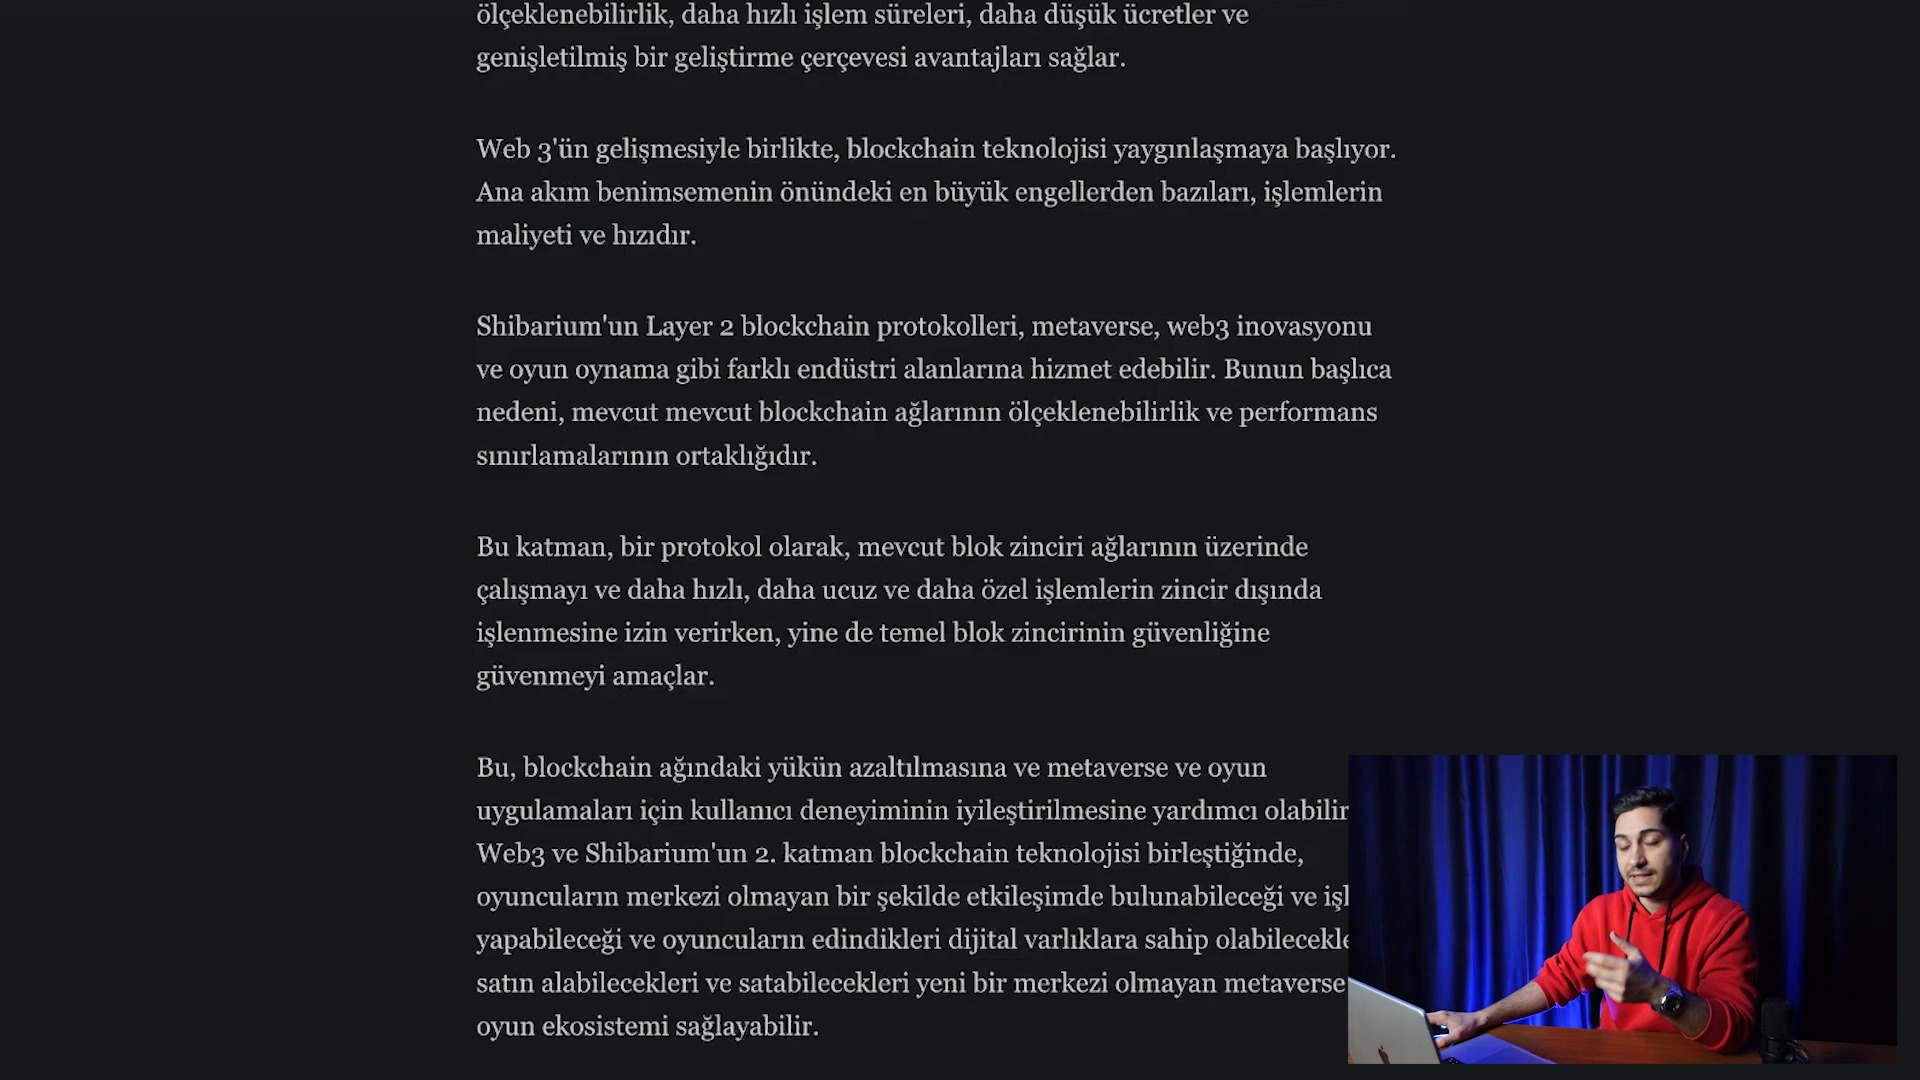 ölçeklenebilirlik, daha hızlı işlem süreleri, daha düşük ücretler ve
genişletilmiş bir geliştirme çerçevesi avantajları sağlar.
Web 3'ün gelişmesiyle birlikte, blockchain teknolojisi yaygınlaşmaya başlıyor.
Ana akım benimsemenin önündeki en büyük engellerden bazıları, işlemlerin
maliyeti ve hızıdır.
Shibarium'un Layer 2 blockchain protokolleri, metaverse, web3 inovasyonu
ve oyun oynama gibi farklı endüstri alanlarına hizmet edebilir. Bunun başlıca
nedeni, mevcut mevcut blockchain ağlarının ölçeklenebilirlik ve performans
sınırlamalarının ortaklığıdır.
Bu katman, bir protokol olarak, mevcut blok zinciri ağlarının üzerinde
çalışmayı ve daha hızlı, daha ucuz ve daha özel işlemlerin zincir dışında
işlenmesine izin verirken, yine de temel blok zincirinin güvenliğine
güvenmeyi amaçlar.
Bu, blockchain ağındaki yükün azaltılmasına ve metaverse ve oyun
uygulamaları için kullanıcı deneyiminin iyileştirilmesine yardımcı olabilir
Web3 ve Shibarium'un 2. katman blockchain teknolojisi birleştiğinde,
oyuncuların merkezi olmayan bir şekilde etkileşimde bulunabileceği ve
yapabileceği ve oyuncuların edindikleri dijital varlıklara sahip
satın alabilecekleri ve satabilecekleri yeni bir merkezi olmayan metaverse
oyun ekosistemi sağlayabilir.